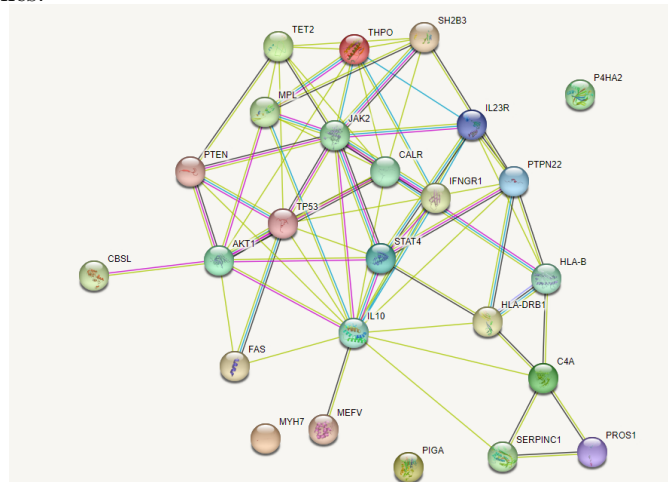 TET2
THPO
SH2B3
P4HA2
MPL
IL23R
JAK2
PTEN
CALR
PTPN22
IFNGR1
TP53
AKT1
STAT4
CBSL
HLA-B
HLA-DRB1
IL10
FAS
C4A
MEFV
MYH7
PIGA
SERPINC1
PROS1